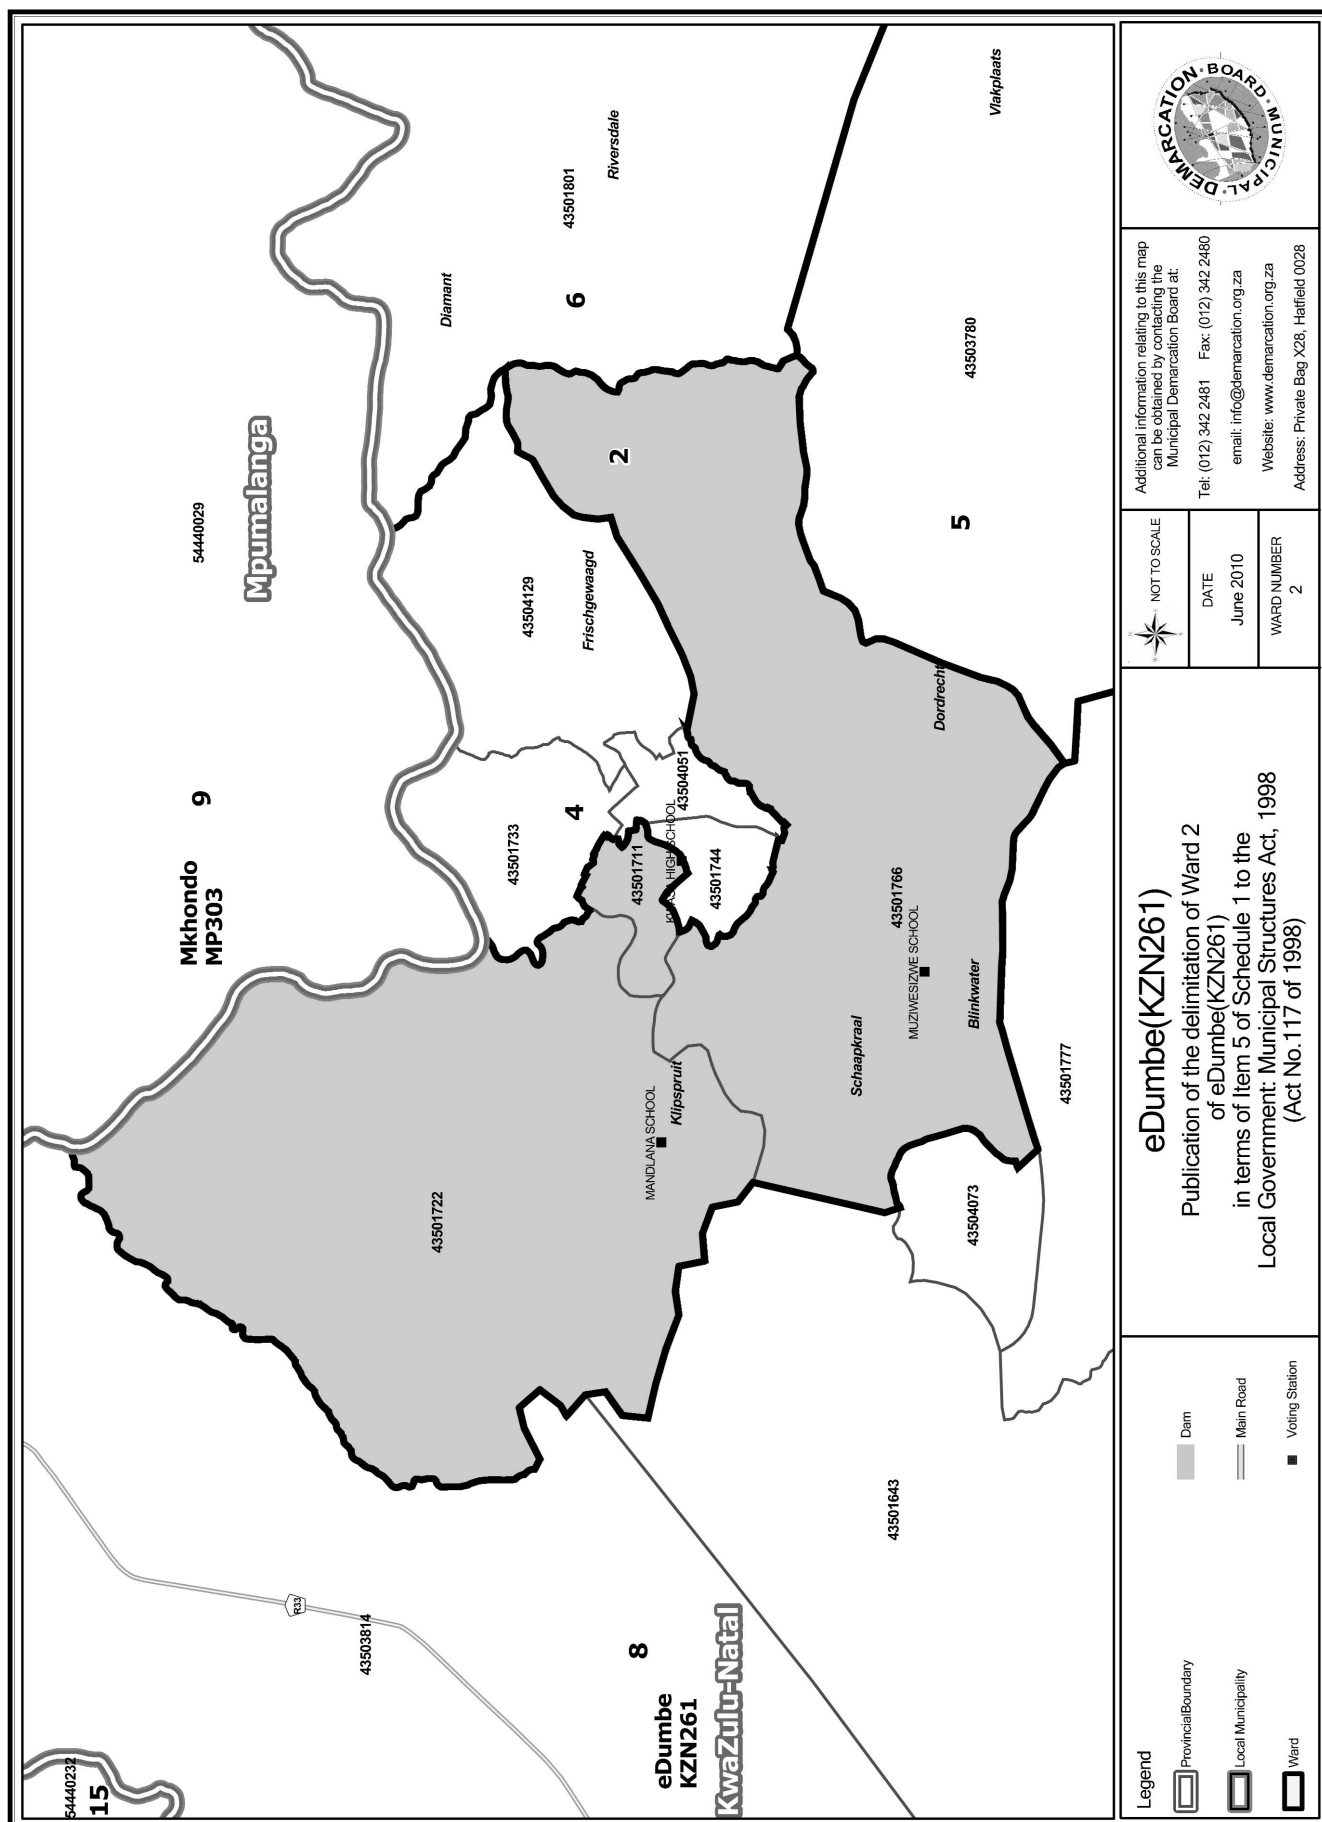 54440232
15
R33
43503814
8
eDumbe
KZN261
KwaZulu-Natal
Mkhondo
MP303
9
54440029
Mpumalanga
43501722
MANDLANA SCHOOL
Klipspruit
43501643
43501733
4
43501711
HIGH SCHOOL
43504051
43501744
43504129
Frischgewaagd
Diamant
6
43501801
Riversdale
2
Vlakplaats
43503780
5
Dordrecht
43501766
MUZIWESIZWE SCHOOL
Schaapkraal
Blinkwater
43504073
43501777
Legend
ProvincialBoundary
Local Municipality
Ward
Dam
Main Road
Voting Station
eDumbe(KZN261)
Publication of the delimitation of Ward 2
of eDumbe(KZN261)
in terms of Item 5 of Schedule 1 to the
Local Government: Municipal Structures Act, 1998
(Act No.117 of 1998)
N
E
S
W
NOT TO SCALE
DATE
June 2010
WARD NUMBER
2
Additional information relating to this map
can be obtained by contacting the
Municipal Demarcation Board at:
Tel: (012) 342 2481 Fax: (012) 342 2480
email: info@demarcation.org.za
Website: www.demarcation.org.za
Address: Private Bag X28, Hatfield 0028
MUNICIPAL DEMARCATION BOARD